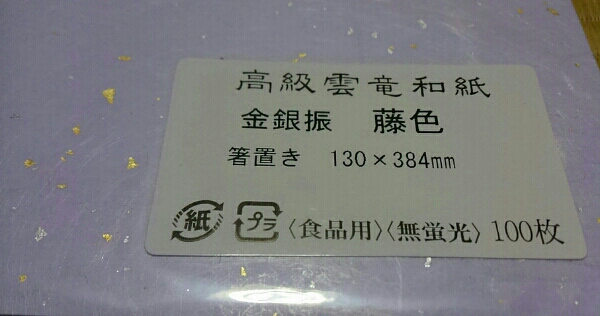 高級雲竜和紙
金銀振　藤色
箸置き　130×384mm
紙 プラ 〈食品用〉〈無蛍光〉 100枚